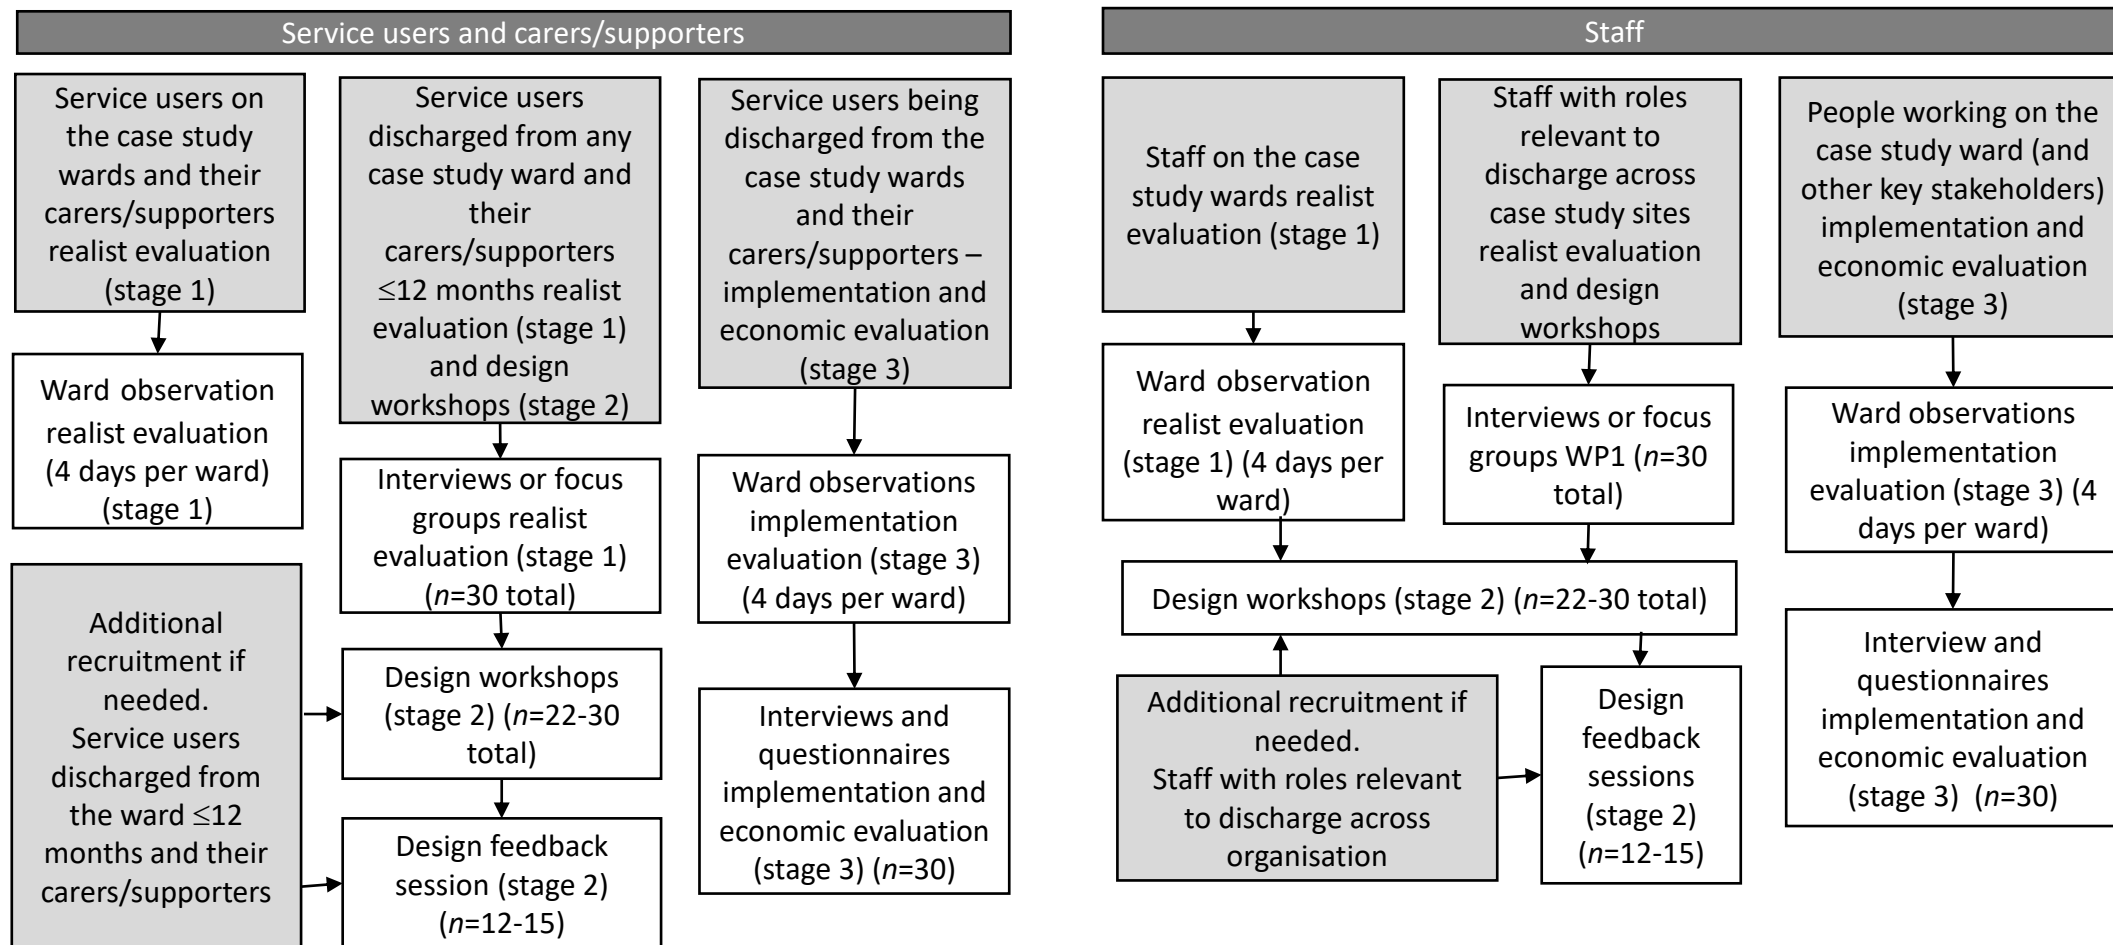 Service users and carers/supporters
Service users on
the case study
wards and their
carers/supporters
realist evaluation
(stage 1)
Ward observation
realist evaluation
(4 days per ward)
(stage 1)
Additional
recruitment if
needed.
Service users
discharged from
the ward ≤12
months and their
carers/supporters
Service users
discharged from any
case study ward and
their
carers/supporters
≤12 months realist
evaluation (stage 1)
and design
workshops (stage 2)
Interviews or focus
groups realist
evaluation (stage 1)
(n=30 total)
Design workshops
(stage 2) (n=22-30
total)
Design feedback
session (stage 2)
(n=12-15)
Service users being
discharged from the
case study wards
and their
carers/supporters –
implementation and
economic evaluation
(stage 3)
Ward observations
implementation
evaluation (stage 3)
(4 days per ward)
Interviews and
questionnaires
implementation and
economic evaluation
(stage 3) (n=30)
Staff
Staff on the case
study wards realist
evaluation (stage 1)
Ward observation
realist evaluation
(stage 1) (4 days per
ward)
Staff with roles
relevant to
discharge across
case study sites
realist evaluation
and design
workshops
Interviews or focus
groups WP1 (n=30
total)
Design workshops (stage 2) (n=22-30 total)
Additional recruitment if
needed.
Staff with roles relevant
to discharge across
organisation
Design
feedback
sessions
(stage 2)
(n=12-15)
People working on the
case study ward (and
other key stakeholders)
implementation and
economic evaluation
(stage 3)
Ward observations
implementation
evaluation (stage 3) (4
days per ward)
Interview and
questionnaires
implementation and
economic evaluation
(stage 3) (n=30)